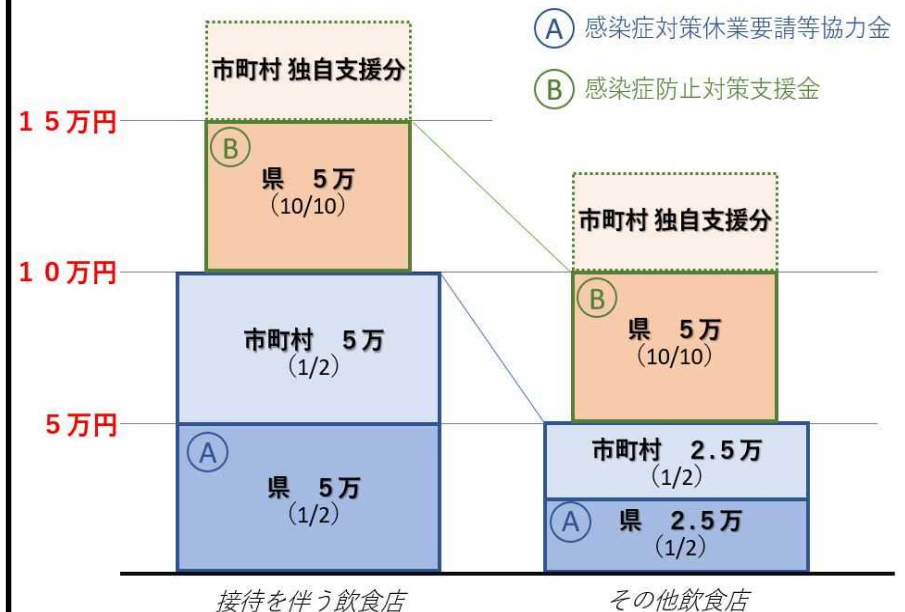 Ⓐ 感染症対策休業要請等協力金
Ⓑ 感染症防止対策支援金
市町村 独自支援分
15万円
Ⓑ
県 5万
(10/10)
市町村 独自支援分
10万円
市町村 5万
(1/2)
Ⓑ
県 5万
(10/10)
5万円
Ⓐ
県 5万
(1/2)
市町村 2.5万
(1/2)
Ⓐ 県 2.5万
(1/2)
接待を伴う飲食店
その他飲食店